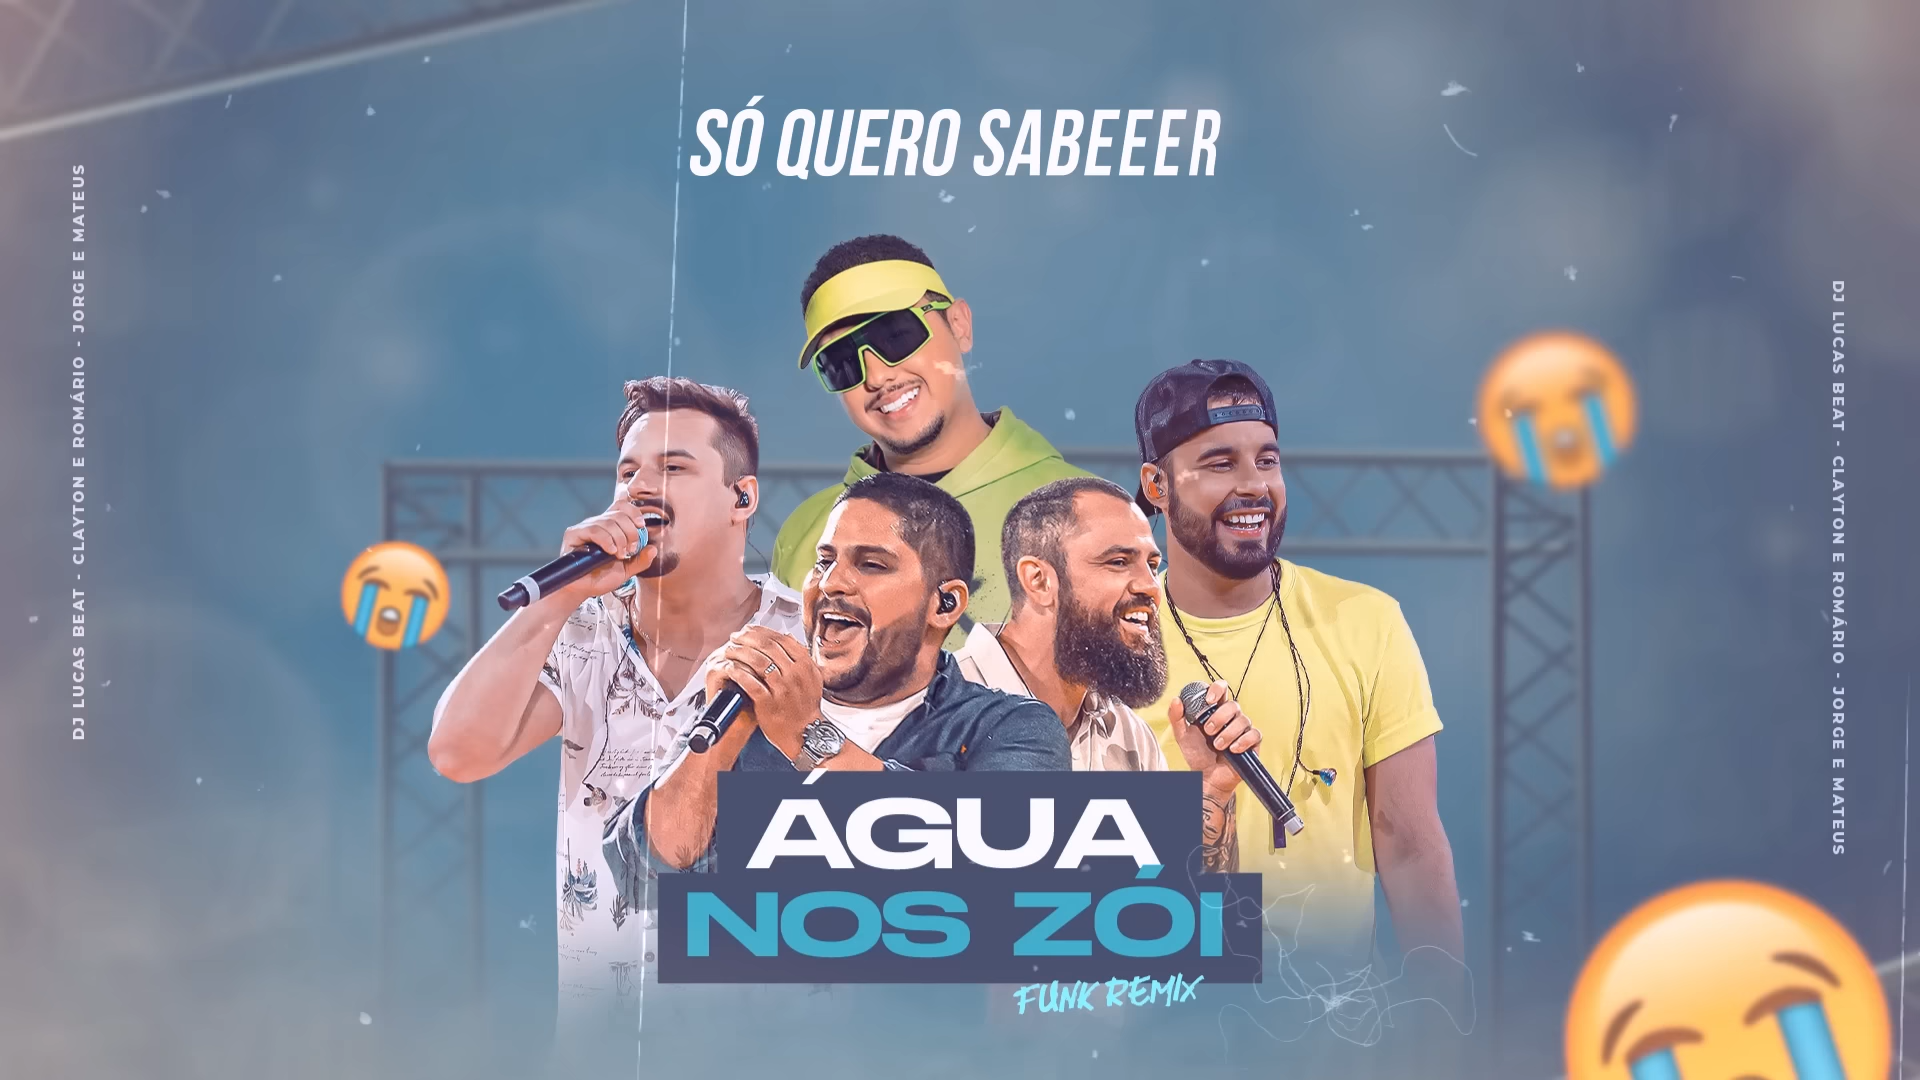 SÓ QUERO SABEEER
DJ LUCAS BEAT - CLAYTON E ROMÁRIO - JORGE E MATEUS
DJ LUCAS BEAT - CLAYTON E ROMÁRIO - JORGE E MATEUS
ÁGUA
NOS ZÓI
FUNK REMIX